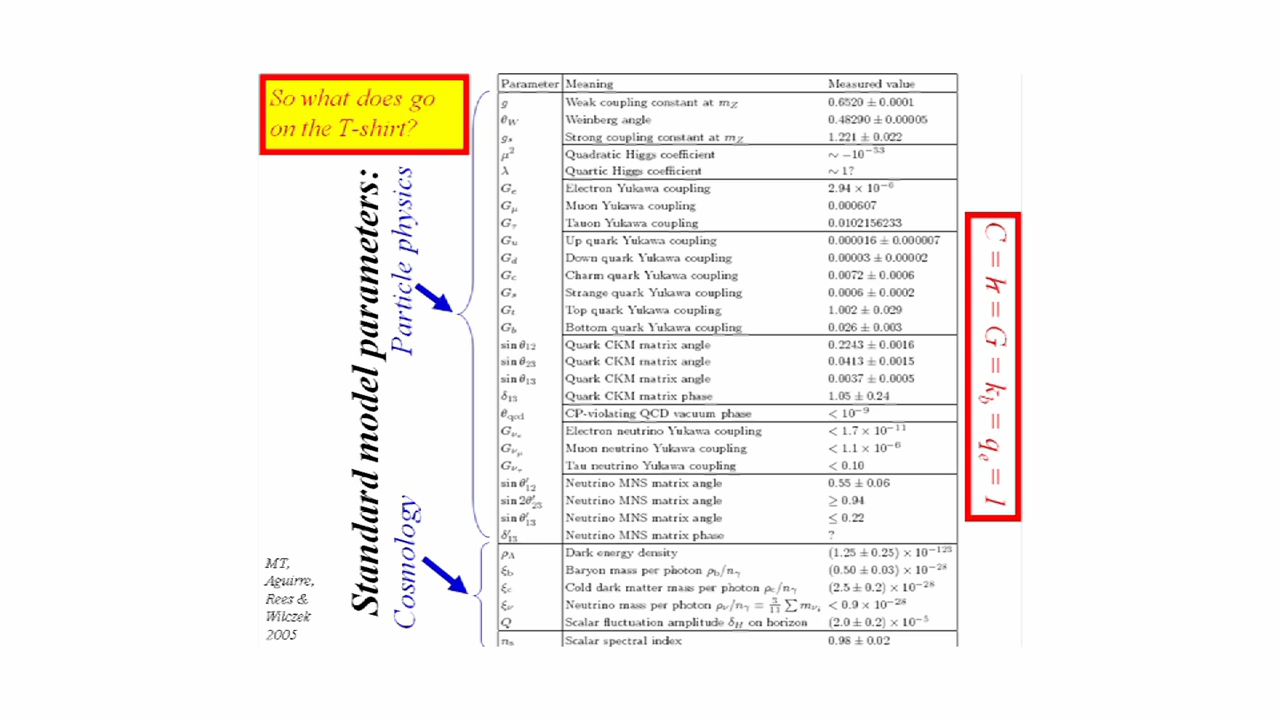 So what does go
on the T-shirt?
Standard model parameters:
Particle physics
Cosmology
MT,
Aguirre,
Rees &
Wilczek
2005
Parameter Meaning Measured value
g Weak coupling constant at m_Z 0.6520 ± 0.0001
θ_W Weinberg angle 0.48290 ± 0.00005
g_s Strong coupling constant at m_Z 1.221 ± 0.022
μ² Quadratic Higgs coefficient ∼ −10⁻³³
λ Quartic Higgs coefficient ∼ 1?
G_e Electron Yukawa coupling 2.94 × 10⁻⁶
G_μ Muon Yukawa coupling 0.000607
G_τ Tauon Yukawa coupling 0.0102156233
G_u Up quark Yukawa coupling 0.000016 ± 0.000007
G_d Down quark Yukawa coupling 0.00003 ± 0.00002
G_c Charm quark Yukawa coupling 0.0072 ± 0.0006
G_s Strange quark Yukawa coupling 0.0006 ± 0.0002
G_t Top quark Yukawa coupling 1.002 ± 0.029
G_b Bottom quark Yukawa coupling 0.026 ± 0.003
sin θ₁₂ Quark CKM matrix angle 0.2243 ± 0.0016
sin θ₂₃ Quark CKM matrix angle 0.0413 ± 0.0015
sin θ₁₃ Quark CKM matrix angle 0.0037 ± 0.0005
δ₁₃ Quark CKM matrix phase 1.05 ± 0.24
θ_qcd CP-violating QCD vacuum phase < 10⁻⁹
G_νe Electron neutrino Yukawa coupling < 1.7 × 10⁻¹¹
G_νμ Muon neutrino Yukawa coupling < 1.1 × 10⁻⁶
G_ντ Tau neutrino Yukawa coupling < 0.10
sin θ′₁₂ Neutrino MNS matrix angle 0.55 ± 0.06
sin 2θ′₂₃ Neutrino MNS matrix angle ≥ 0.94
sin θ′₁₃ Neutrino MNS matrix angle ≤ 0.22
δ′₁₃ Neutrino MNS matrix phase ?
ρ_Λ Dark energy density (1.25 ± 0.25) × 10⁻¹²³
ξ_b Baryon mass per photon ρ_b/n_γ (0.50 ± 0.03) × 10⁻²⁸
ξ_c Cold dark matter mass per photon ρ_c/n_γ (2.5 ± 0.2) × 10⁻²⁸
ξ_ν Neutrino mass per photon ρ_ν/n_γ = 3/11 ∑ m_νi < 0.9 × 10⁻²⁸
Q Scalar fluctuation amplitude δ_H on horizon (2.0 ± 0.2) × 10⁻⁵
n_s Scalar spectral index 0.98 ± 0.02
C = ħ = G = k_b = q_e = 1